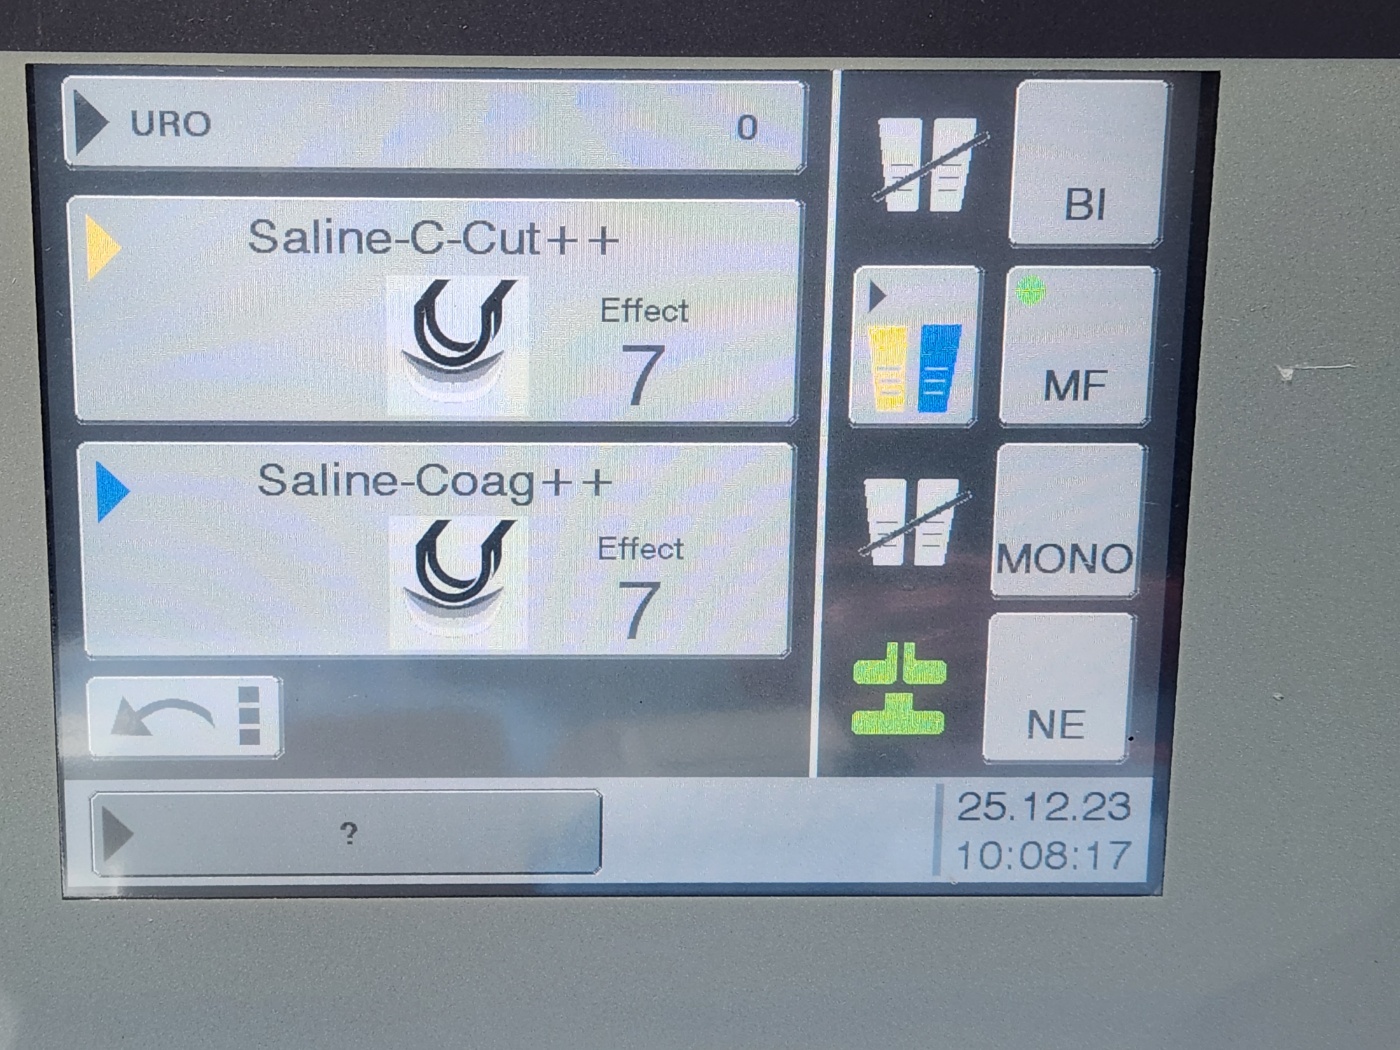 URO 0
Saline-C-Cut++
Effect
7
Saline-Coag++
Effect
7
BI
MF
MONO
NE
?
25.12.23
10:08:17